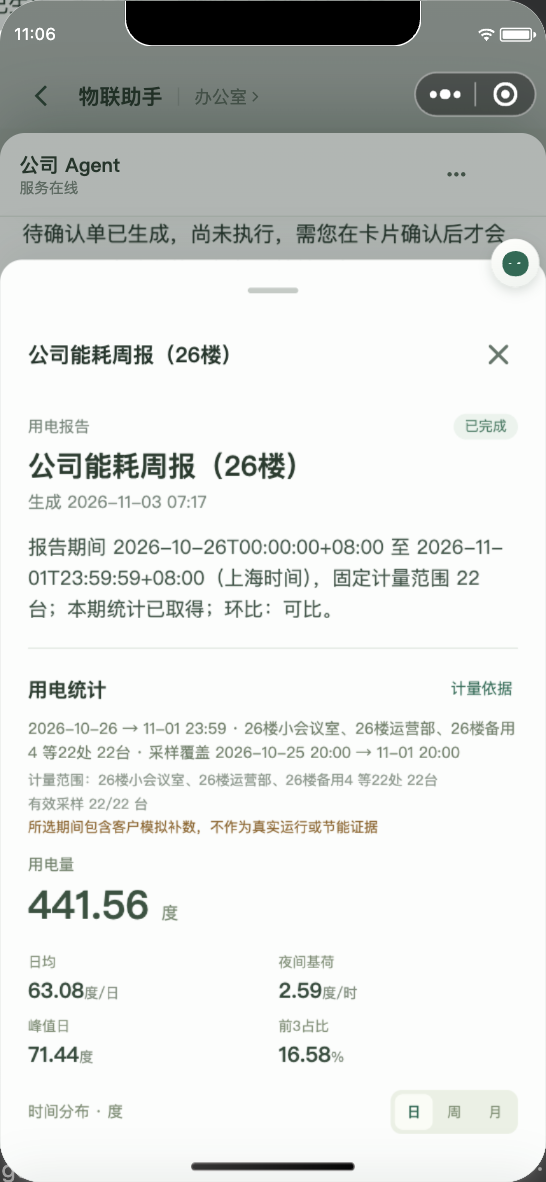 11:06
物联助手
办公室 >
公司 Agent
服务在线
待确认单已生成，尚未执行，需您在卡片确认后才会
公司能耗周报（26楼）
用电报告
已完成
公司能耗周报（26楼）
生成 2026-11-03 07:17
报告期间 2026-10-26T00:00:00+08:00 至 2026-11-
01T23:59:59+08:00（上海时间），固定计量范围 22
台；本期统计已取得；环比：可比。
用电统计
计量依据
2026-10-26 → 11-01 23:59 · 26楼小会议室、26楼运营部、26楼备用
4 等22处 22台 · 采样覆盖 2026-10-25 20:00 → 11-01 20:00
计量范围：26楼小会议室、26楼运营部、26楼备用4 等22处 22台
有效采样 22/22 台
所选期间包含客户模拟补数，不作为真实运行或节能证据
用电量
441.56 度
日均
夜间基荷
63.08度/日
2.59度/时
峰值日
前3占比
71.44度
16.58%
时间分布 · 度
日 周 月